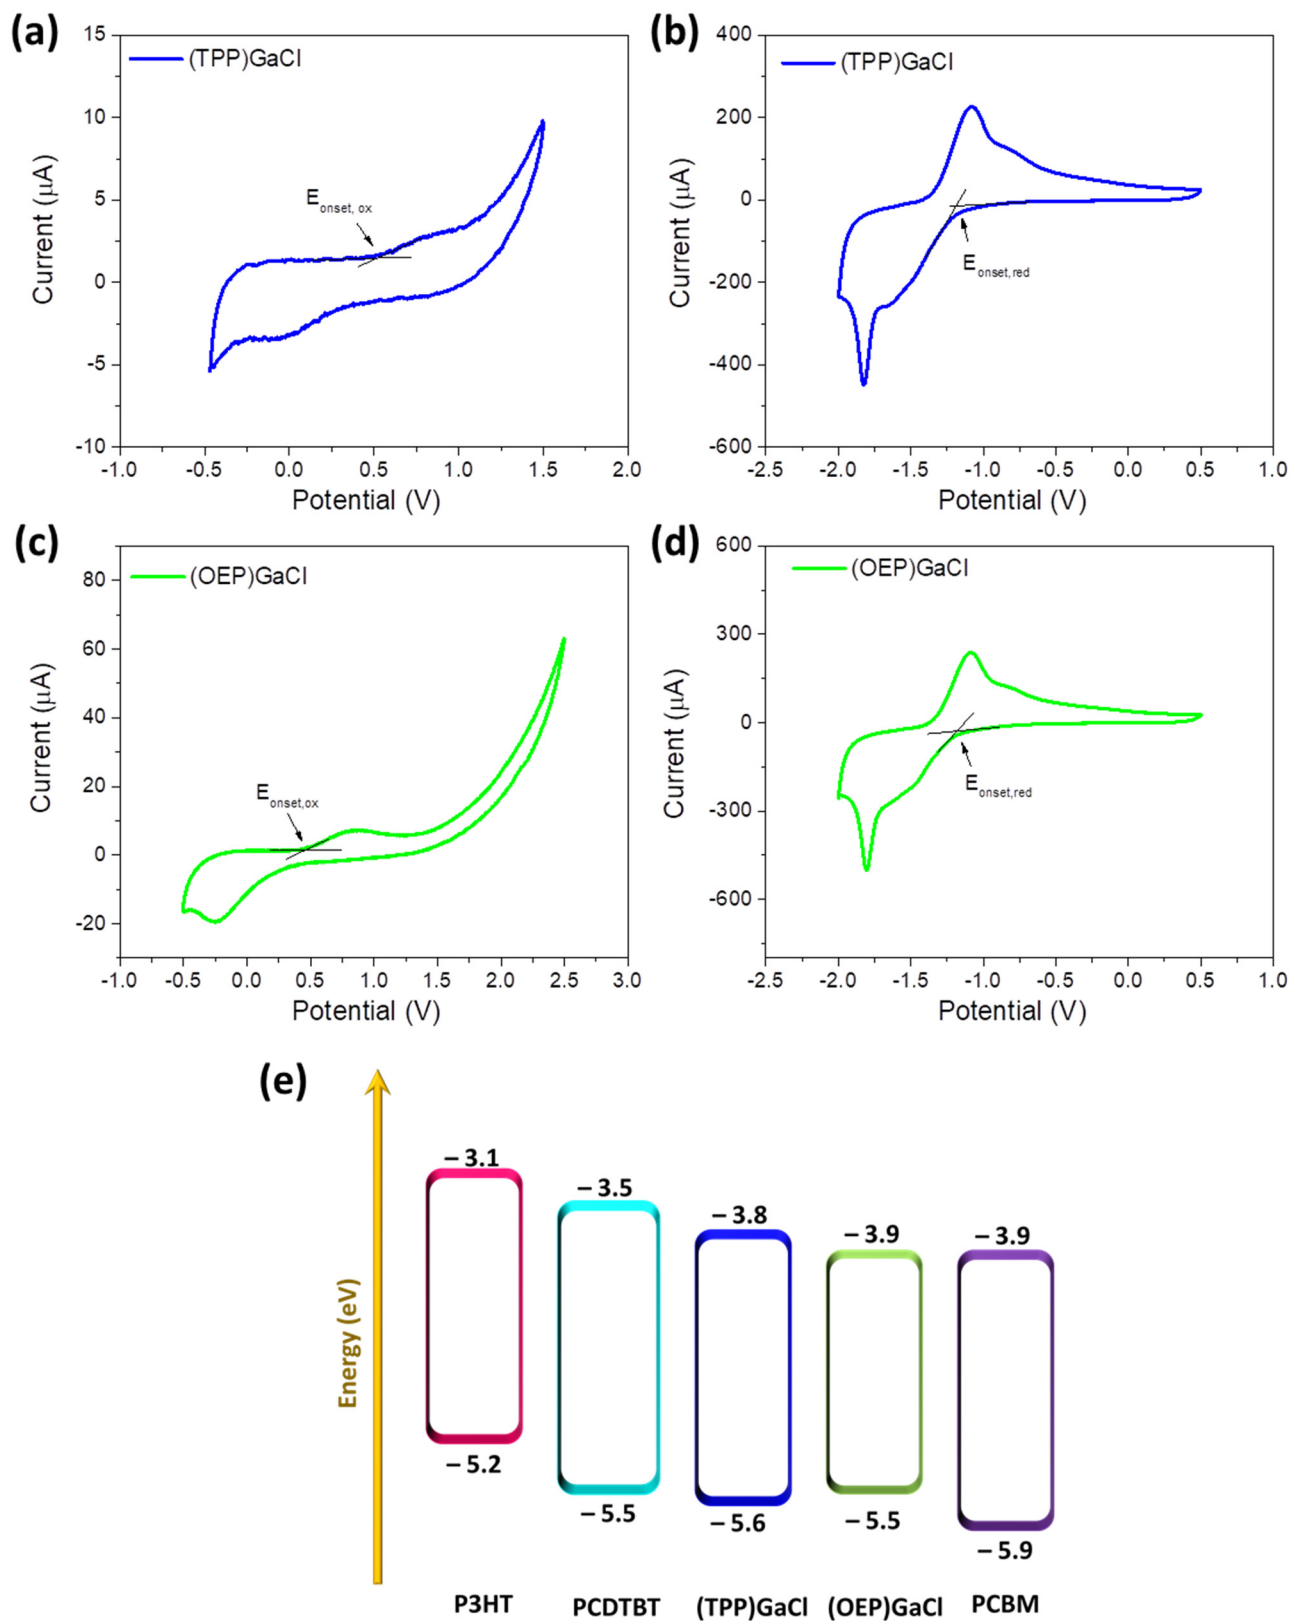 (a)
(TPP)GaCl
15
10
5
0
-5
-10
Current (μA)
E onset, ox
-1.0 -0.5 0.0 0.5 1.0 1.5 2.0
Potential (V)
(b)
(TPP)GaCl
400
200
0
-200
-400
-600
Current (μA)
E onset,red
-2.5 -2.0 -1.5 -1.0 -0.5 0.0 0.5 1.0
Potential (V)
(c)
(OEP)GaCl
80
60
40
20
0
-20
Current (μA)
E onset,ox
-1.0 -0.5 0.0 0.5 1.0 1.5 2.0 2.5 3.0
Potential (V)
(d)
(OEP)GaCl
600
300
0
-300
-600
Current (μA)
E onset,red
-2.5 -2.0 -1.5 -1.0 -0.5 0.0 0.5 1.0
Potential (V)
(e)
Energy (eV)
– 3.1
– 3.5
– 3.8
– 3.9
– 3.9
– 5.2
– 5.5
– 5.6
– 5.5
– 5.9
P3HT PCDTBT (TPP)GaCl (OEP)GaCl PCBM